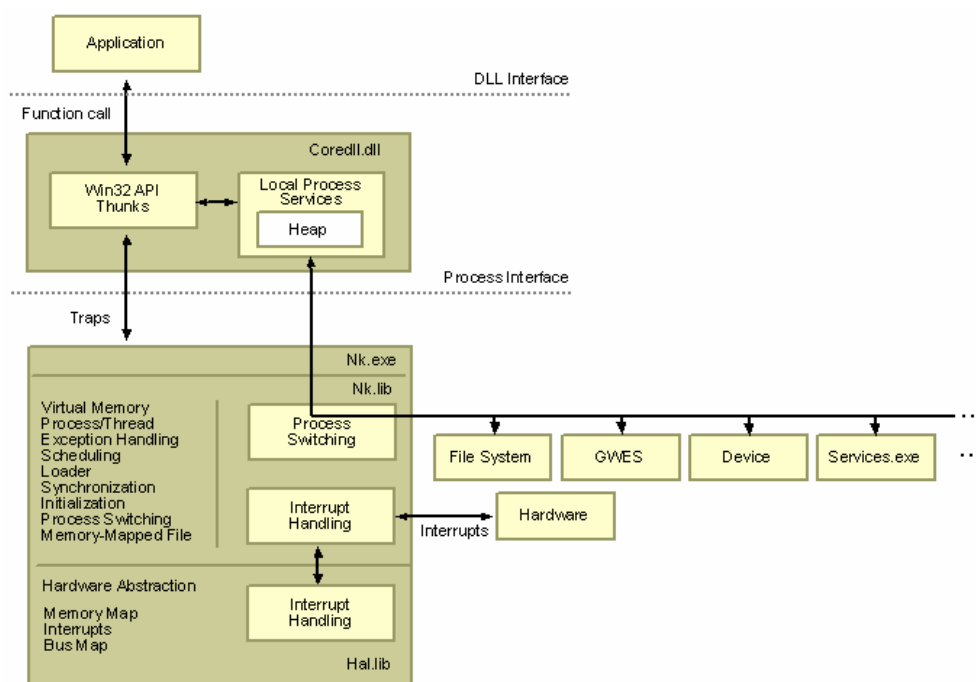 Application
DLL Interface
Function call
Coredll.dll
Win32 API
Thunks
Local Process
Services
Heap
Process Interface
Traps
Nk.exe
Nk.lib
Virtual Memory
Process/Thread
Exception Handling
Scheduling
Loader
Synchronization
Initialization
Process Switching
Memory-Mapped File
Process
Switching
File System
GWES
Device
Services.exe
Interrupt
Handling
Interrupts
Hardware
Hardware Abstraction
Memory Map
Interrupts
Bus Map
Interrupt
Handling
Hal.lib